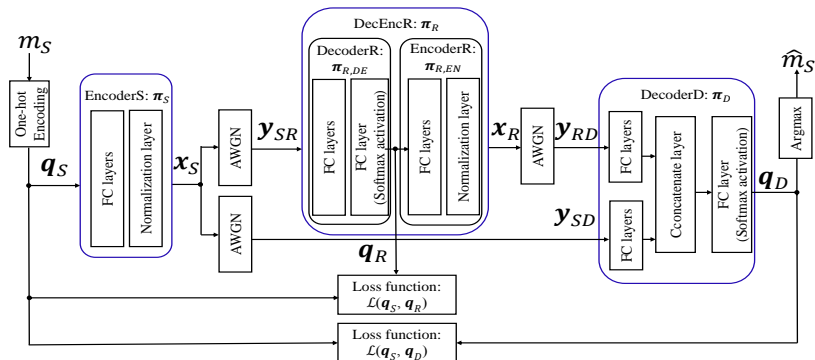 DecEncR: π_R
m_S
One-hot
Encoding
q_S
EncoderS: π_S
FC layers
Normalization layer
x_S
AWGN
AWGN
y_SR
DecoderR:
π_R,DE
FC layers
FC layer
(Softmax activation)
EncoderR:
π_R,EN
FC layers
Normalization layer
q_R
x_R
AWGN
y_RD
y_SD
DecoderD: π_D
FC layers
FC layers
Cconcatenate layer
FC layer
(Softmax activation)
q_D
Argmax
m̂_S
Loss function:
ℒ(q_S, q_R)
Loss function:
ℒ(q_S, q_D)